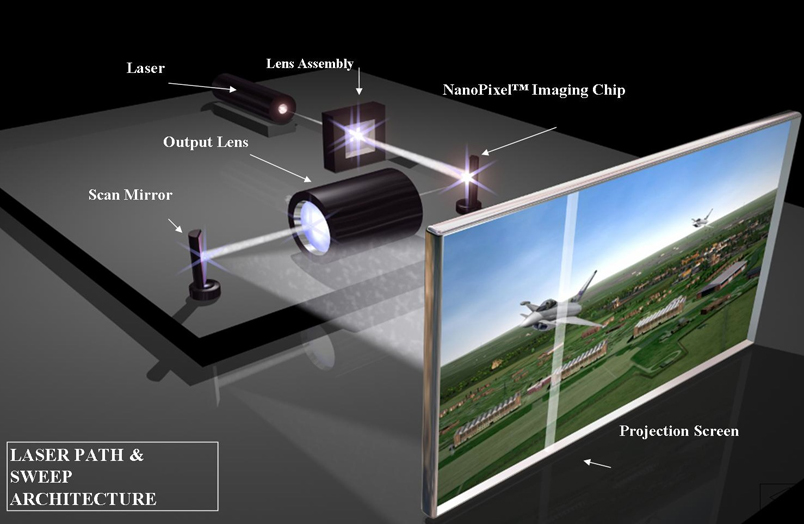 Lens Assembly
Laser
NanoPixel™ Imaging Chip
Output Lens
Scan Mirror
Projection Screen
LASER PATH &
SWEEP
ARCHITECTURE